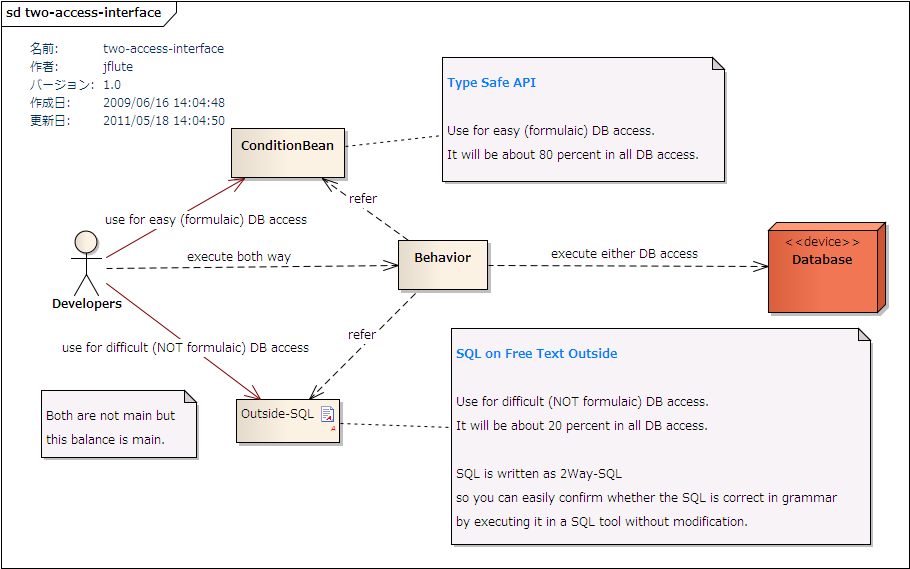 sd two-access-interface
名前: two-access-interface
作者: jflute
バージョン: 1.0
作成日: 2009/06/16 14:04:48
更新日: 2011/05/18 14:04:50
Type Safe API
Use for easy (formulaic) DB access.
It will be about 80 percent in all DB access.
ConditionBean
refer
use for easy (formulaic) DB access
execute both way
Behavior
execute either DB access
<<device>>
Database
Developers
refer
use for difficult (NOT formulaic) DB access
SQL on Free Text Outside
Use for difficult (NOT formulaic) DB access.
It will be about 20 percent in all DB access.
SQL is written as 2Way-SQL
so you can easily confirm whether the SQL is correct in grammar
by executing it in a SQL tool without modification.
Both are not main but
this balance is main.
Outside-SQL
A